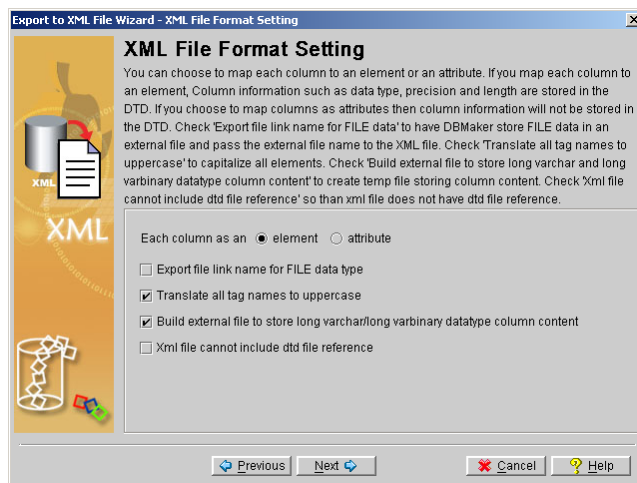 Export to XML File Wizard - XML File Format Setting
XML File Format Setting
You can choose to map each column to an element or an attribute. If you map each column to
an element, Column information such as data type, precision and length are stored in the
DTD. If you choose to map columns as attributes then column information will not be stored in
the DTD. Check 'Export file link name for FILE data' to have DBMaker store FILE data in an
external file and pass the external file name to the XML file. Check 'Translate all tag names to
uppercase' to capitalize all elements. Check 'Build external file to store long varchar and long
varbinary datatype column content' to create temp file storing column content. Check 'Xml file
cannot include dtd file reference' so than xml file does not have dtd file reference.
XML
XML
Each column as an element attribute
Export file link name for FILE data type
Translate all tag names to uppercase
Build external file to store long varchar/long varbinary datatype column content
Xml file cannot include dtd file reference
Previous Next Cancel Help